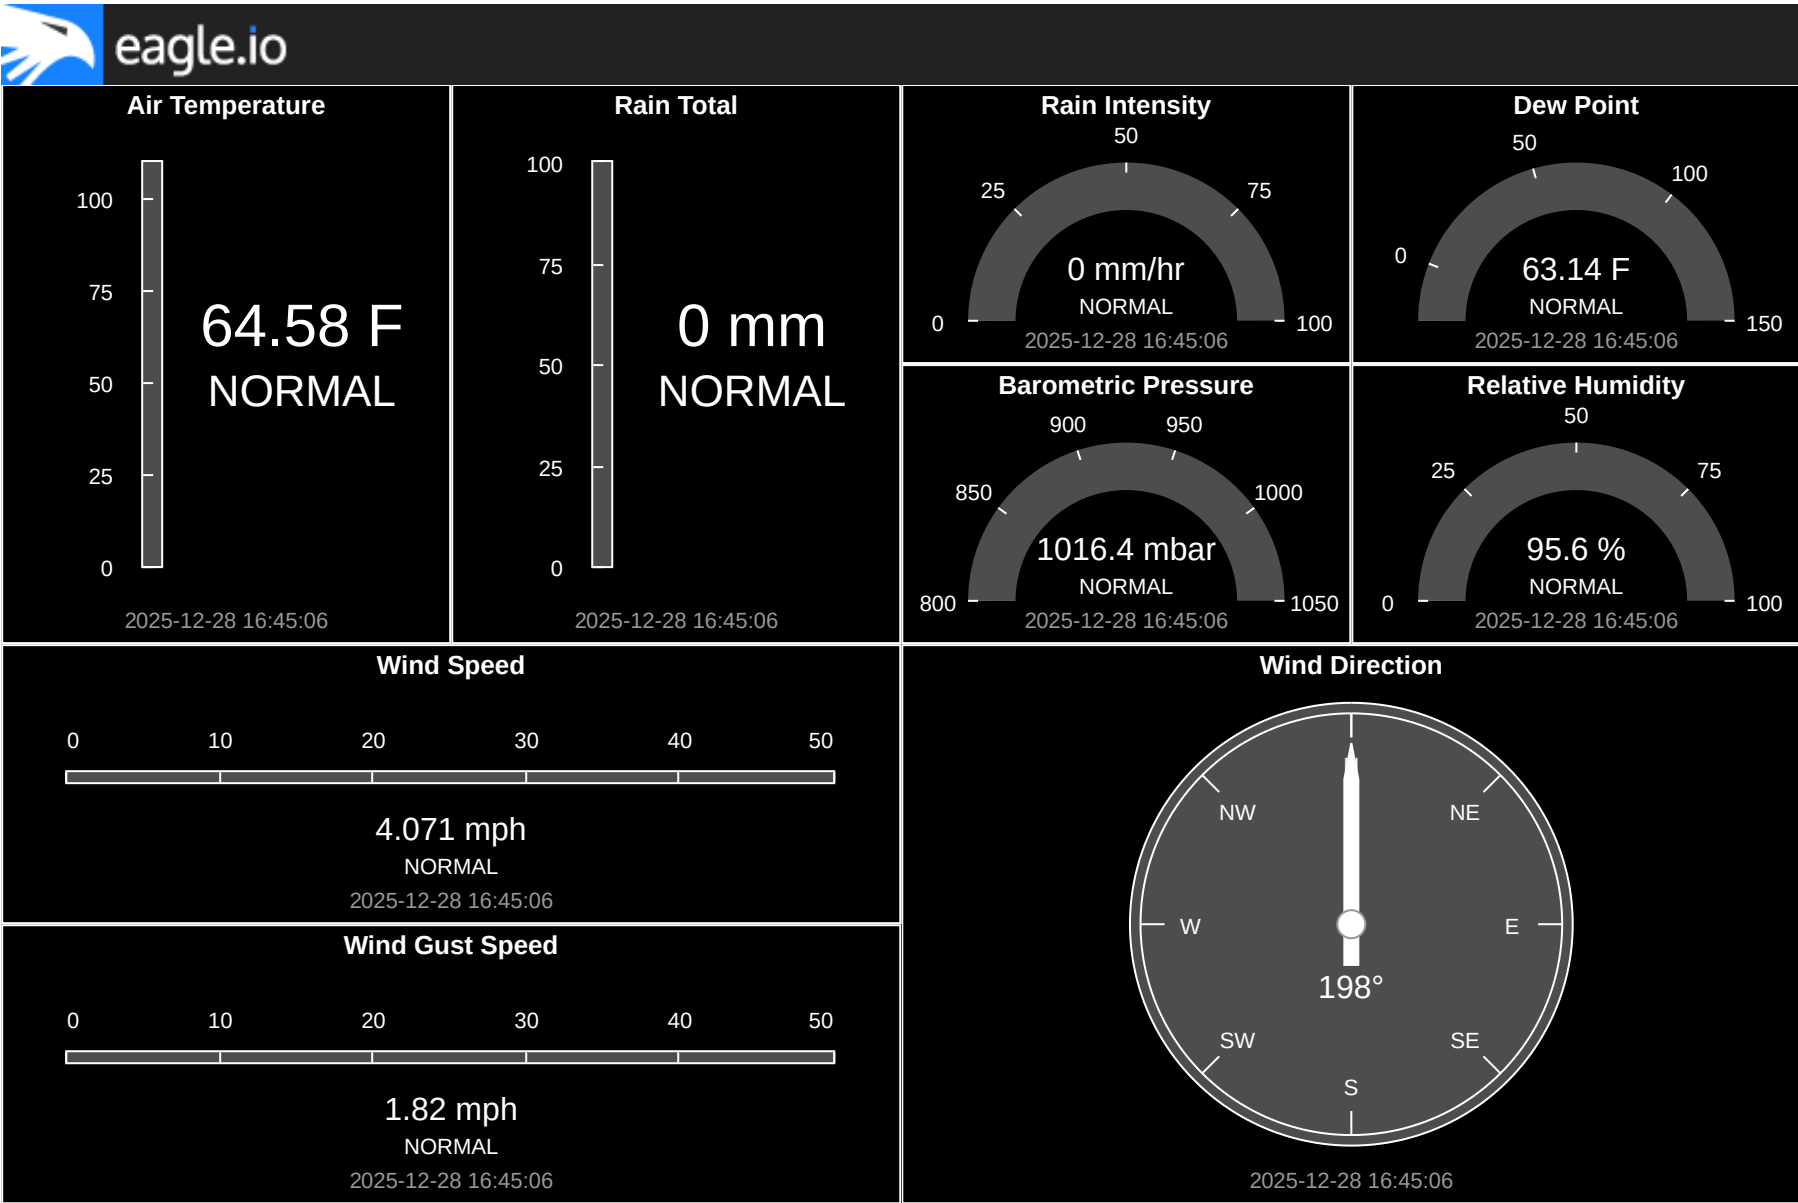 eagle.io
Air Temperature
100
75
50
25
0
64.58 F
NORMAL
2025-12-28 16:45:06
Rain Total
100
75
50
25
0
0 mm
NORMAL
2025-12-28 16:45:06
Rain Intensity
50
25
75
0
100
0 mm/hr
NORMAL
2025-12-28 16:45:06
Dew Point
50
100
0
150
63.14 F
NORMAL
2025-12-28 16:45:06
Barometric Pressure
900
950
850
1000
800
1050
1016.4 mbar
NORMAL
2025-12-28 16:45:06
Relative Humidity
50
25
75
0
100
95.6 %
NORMAL
2025-12-28 16:45:06
Wind Speed
0 10 20 30 40 50
4.071 mph
NORMAL
2025-12-28 16:45:06
Wind Gust Speed
0 10 20 30 40 50
1.82 mph
NORMAL
2025-12-28 16:45:06
Wind Direction
NW NE
W E
198°
SW SE
S
2025-12-28 16:45:06